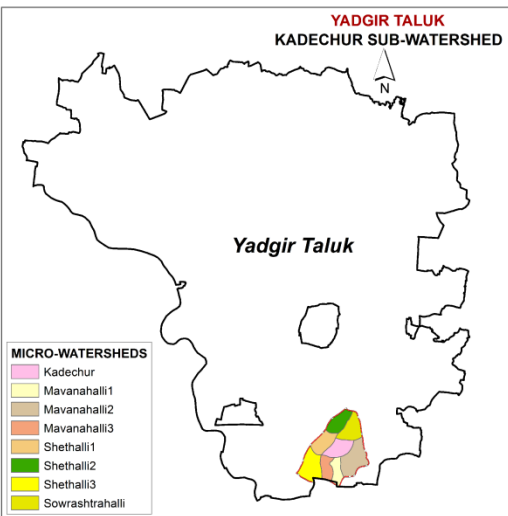 YADGIR TALUK
KADECHUR SUB-WATERSHED
N
Yadgir Taluk
MICRO-WATERSHEDS
Kadechur
Mavanahalli1
Mavanahalli2
Mavanahalli3
Shethalli1
Shethalli2
Shethalli3
Sowrashtrahalli